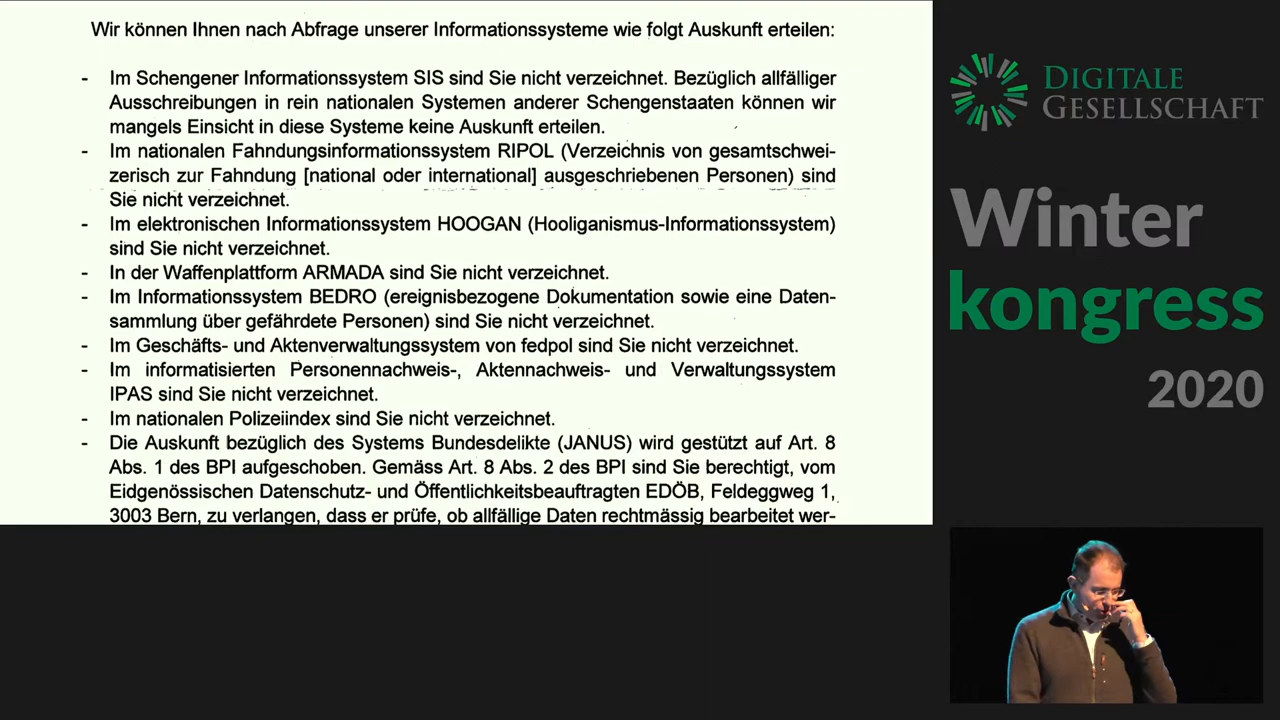 Wir können Ihnen nach Abfrage unserer Informationssysteme wie folgt Auskunft erteilen:
- Im Schengener Informationssystem SIS sind Sie nicht verzeichnet. Bezüglich allfälliger
Ausschreibungen in rein nationalen Systemen anderer Schengenstaaten können wir
mangels Einsicht in diese Systeme keine Auskunft erteilen.
- Im nationalen Fahndungsinformationssystem RIPOL (Verzeichnis von gesamtschwei-
zerisch zur Fahndung [national oder international] ausgeschriebenen Personen) sind
Sie nicht verzeichnet.
- Im elektronischen Informationssystem HOOGAN (Hooliganismus-Informationssystem)
sind Sie nicht verzeichnet.
- In der Waffenplattform ARMADA sind Sie nicht verzeichnet.
- Im Informationssystem BEDRO (ereignisbezogene Dokumentation sowie eine Daten-
sammlung über gefährdete Personen) sind Sie nicht verzeichnet.
- Im Geschäfts- und Aktenverwaltungssystem von fedpol sind Sie nicht verzeichnet.
- Im informatisierten Personennachweis-, Aktennachweis- und Verwaltungssystem
IPAS sind Sie nicht verzeichnet.
- Im nationalen Polizeiindex sind Sie nicht verzeichnet.
- Die Auskunft bezüglich des Systems Bundesdelikte (JANUS) wird gestützt auf Art. 8
Abs. 1 des BPI aufgeschoben. Gemäss Art. 8 Abs. 2 des BPI sind Sie berechtigt, vom
Eidgenössischen Datenschutz- und Öffentlichkeitsbeauftragten EDÖB, Feldeggweg 1,
3003 Bern, zu verlangen, dass er prüfe, ob allfällige Daten rechtmässig bearbeitet wer-
DIGITALE
GESELLSCHAFT
Winter
kongress
2020